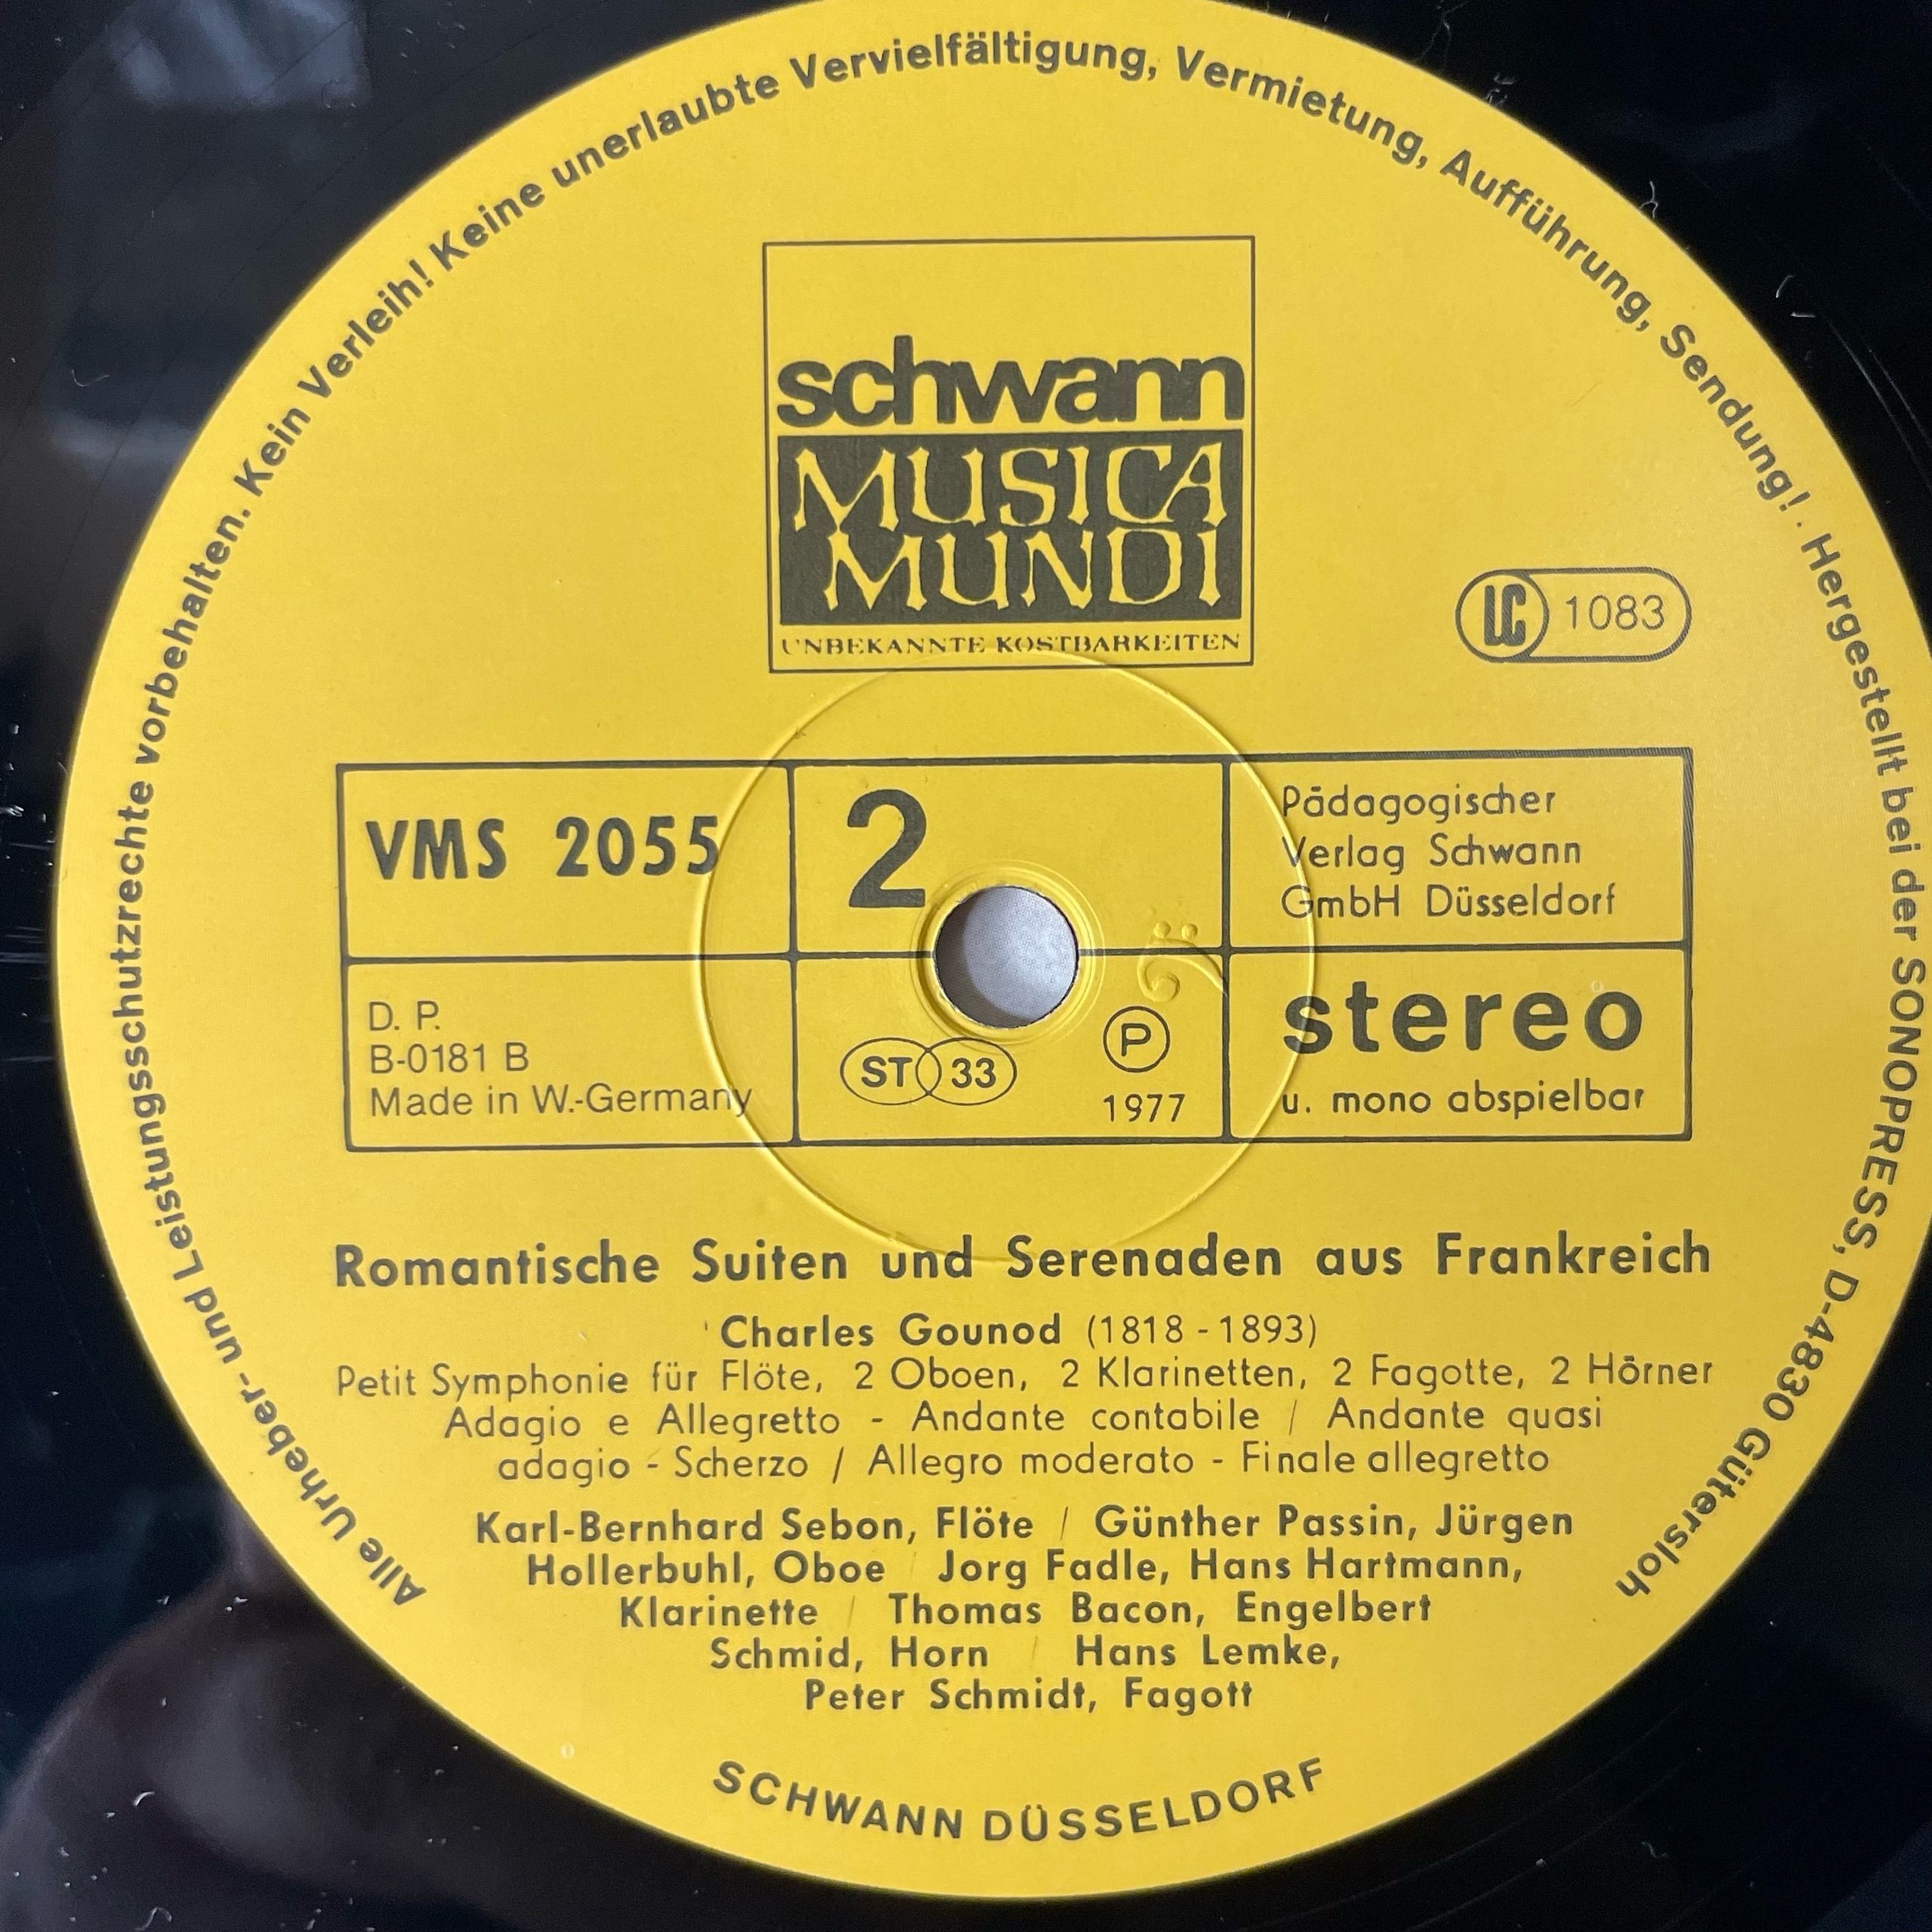 Alle Urheber- und Leistungsschutzrechte vorbehalten. Kein Verleih! Keine unerlaubte Vervielfältigung, Vermietung, Aufführung, Sendung! · Hergestellt bei der SONOPRESS, D-4830 Gütersloh
schwann
MUSICA
MUNDI
UNBEKANNTE KOSTBARKEITEN
LC 1083
VMS 2055
2
Pädagogischer
Verlag Schwann
GmbH Düsseldorf
D. P.
B-0181 B
Made in W.-Germany
ST 33
P
1977
stereo
u. mono abspielbar
Romantische Suiten und Serenaden aus Frankreich
Charles Gounod (1818 - 1893)
Petit Symphonie für Flöte, 2 Oboen, 2 Klarinetten, 2 Fagotte, 2 Hörner
Adagio e Allegretto - Andante contabile / Andante quasi
adagio - Scherzo / Allegro moderato - Finale allegretto
Karl-Bernhard Sebon, Flöte / Günther Passin, Jürgen
Hollerbuhl, Oboe / Jorg Fadle, Hans Hartmann,
Klarinette / Thomas Bacon, Engelbert
Schmid, Horn / Hans Lemke,
Peter Schmidt, Fagott
SCHWANN DÜSSELDORF